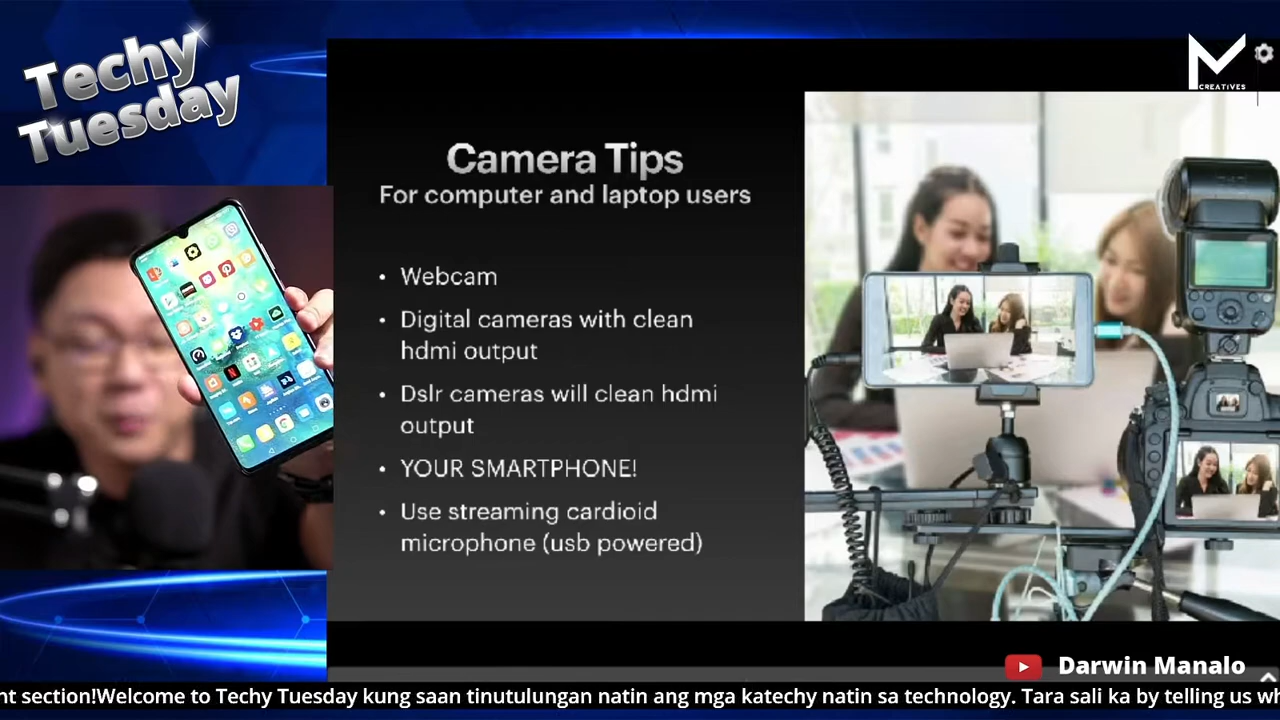 Techy
Tuesday
M
CREATIVES
Camera Tips
For computer and laptop users
• Webcam
• Digital cameras with clean
hdmi output
• Dslr cameras will clean hdmi
output
• YOUR SMARTPHONE!
• Use streaming cardioid
microphone (usb powered)
Darwin Manalo
nt section!Welcome to Techy Tuesday kung saan tinutulungan natin ang mga katechy natin sa technology. Tara sali ka by telling us wh